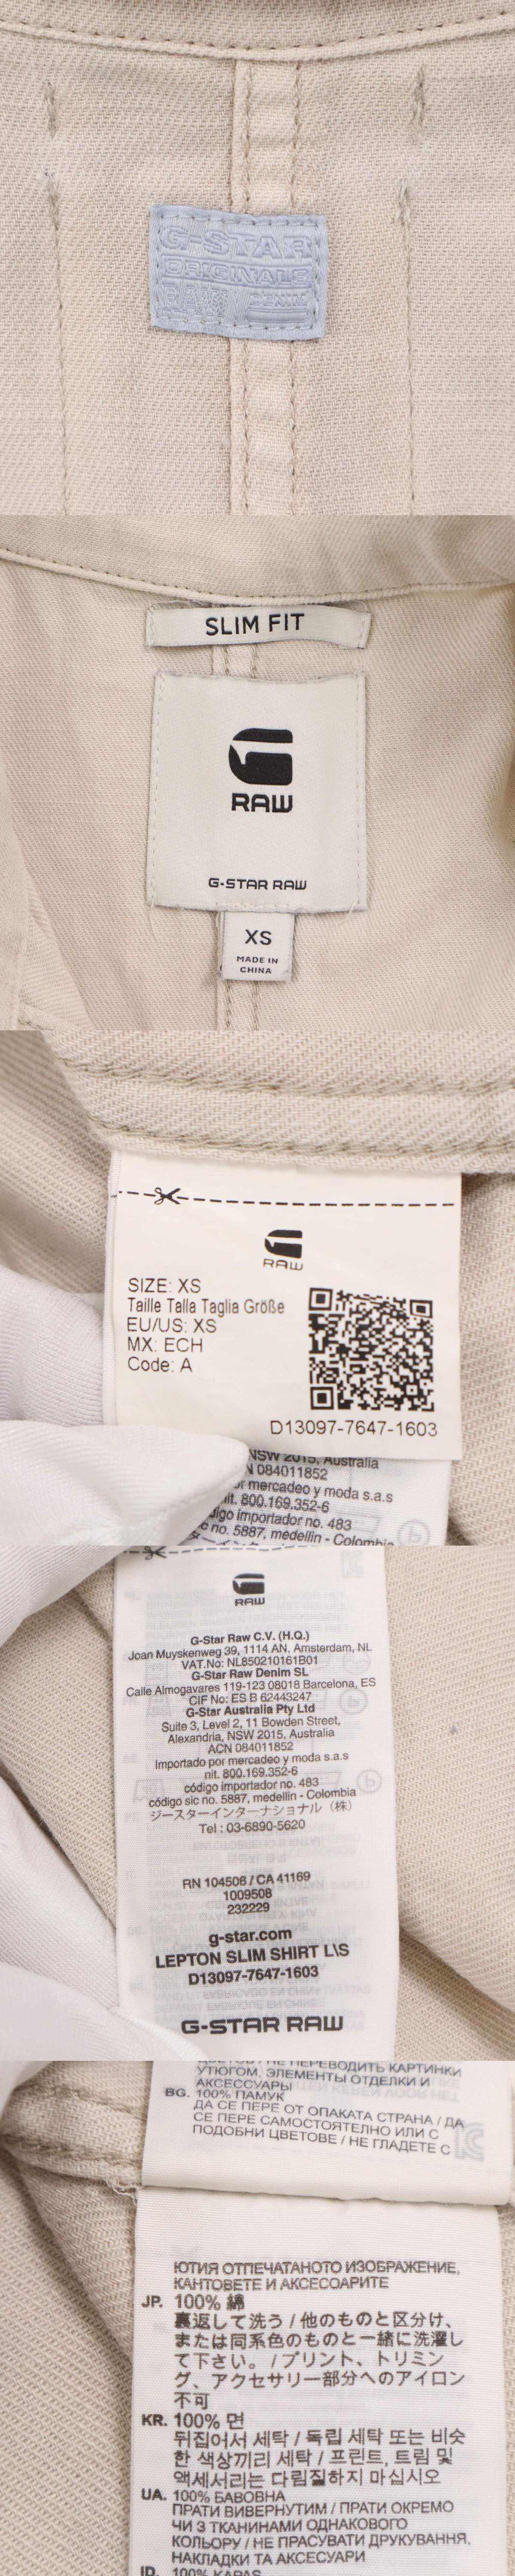 G-STAR
ORIGINALS
RAW DENIM
SLIM FIT
RAW
G-STAR RAW
XS
MADE IN
CHINA
RAW
SIZE: XS
Taille Talla Taglia Größe
EU/US: XS
MX: ECH
Code: A
D13097-7647-1603
NSW 2015, Australia
N 084011852
or mercadeo y moda s.a.s
nit. 800.169.352-6
digo importador no. 483
c no. 5887, medellin - Colombia
RAW
G-Star Raw C.V. (H.Q.)
Joan Muyskenweg 39, 1114 AN, Amsterdam, NL
VAT.No: NL850210161B01
G-Star Raw Denim SL
Calle Almogavares 119-123 08018 Barcelona, ES
CIF No: ES B 62443247
G-Star Australia Pty Ltd
Suite 3, Level 2, 11 Bowden Street,
Alexandria, NSW 2015, Australia
ACN 084011852
Importado por mercadeo y moda s.a.s
nit. 800.169.352-6
código importador no. 483
código sic no. 5887, medellin - Colombia
ジースターインターナショナル（株）
Tel : 03-6890-5620
RN 104506 / CA 41169
1009508
232229
g-star.com
LEPTON SLIM SHIRT L\S
D13097-7647-1603
G-STAR RAW
ЦВЕТОВ / НЕ ПЕРЕВОДИТЬ КАРТИНКИ
УТЮГОМ, ЭЛЕМЕНТЫ ОТДЕЛКИ И
АКСЕССУАРЫ
BG. 100% ПАМУК
ДА СЕ ПЕРЕ ОТ ОПАКАТА СТРАНА / ДА
СЕ ПЕРЕ САМОСТОЯТЕЛНО ИЛИ С
ПОДОБНИ ЦВЕТОВЕ / НЕ ГЛАДЕТЕ С
ЮТИЯ ОТПЕЧАТАНОТО ИЗОБРАЖЕНИЕ,
КАНТОВЕТЕ И АКСЕСОАРИТЕ
JP. 100% 綿
裏返して洗う / 他のものと区分け、
または同系色のものと一緒に洗濯し
て下さい。 / プリント、トリミン
グ、アクセサリー部分へのアイロン
不可
KR. 100% 면
뒤집어서 세탁 / 독립 세탁 또는 비슷
한 색상끼리 세탁 / 프린트, 트림 및
액세서리는 다림질하지 마십시오
UA. 100% БАВОВНА
ПРАТИ ВИВЕРНУТИМ / ПРАТИ ОКРЕМО
ЧИ З ТКАНИНАМИ ОДНАКОВОГО
КОЛЬОРУ / НЕ ПРАСУВАТИ ДРУКУВАННЯ,
НАКЛАДКИ ТА АКСЕСУАРИ
ID. 100% KAPAS